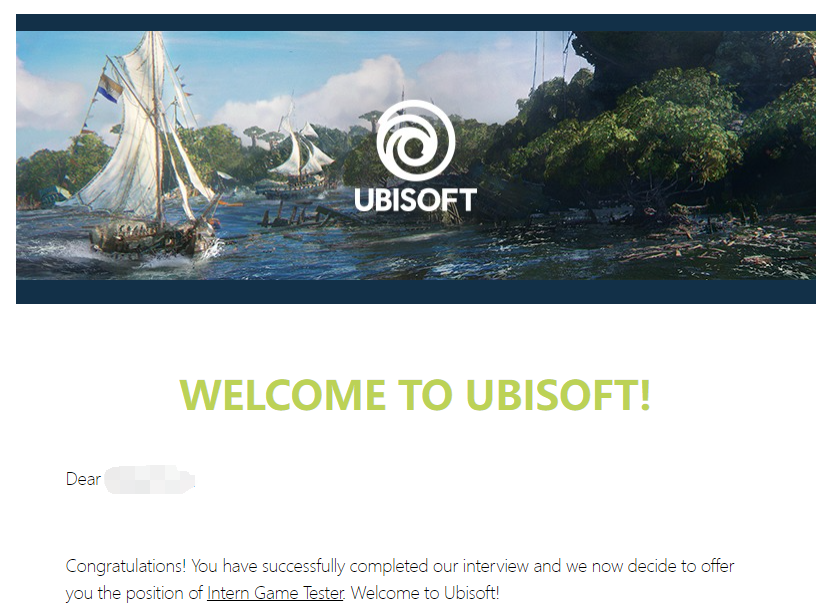 UBISOFT
WELCOME TO UBISOFT!
Dear
Congratulations! You have successfully completed our interview and we now decide to offer
you the position of Intern Game Tester. Welcome to Ubisoft!